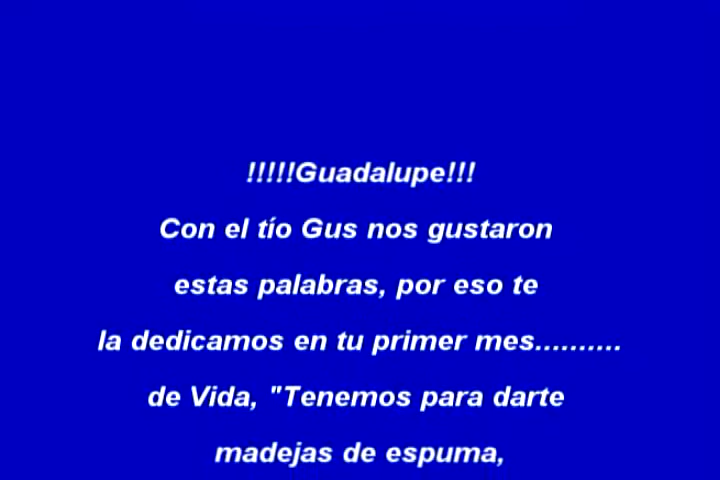 !!!!!Guadalupe!!!
Con el tío Gus nos gustaron
estas palabras, por eso te
la dedicamos en tu primer mes..........
de Vida, "Tenemos para darte
madejas de espuma,